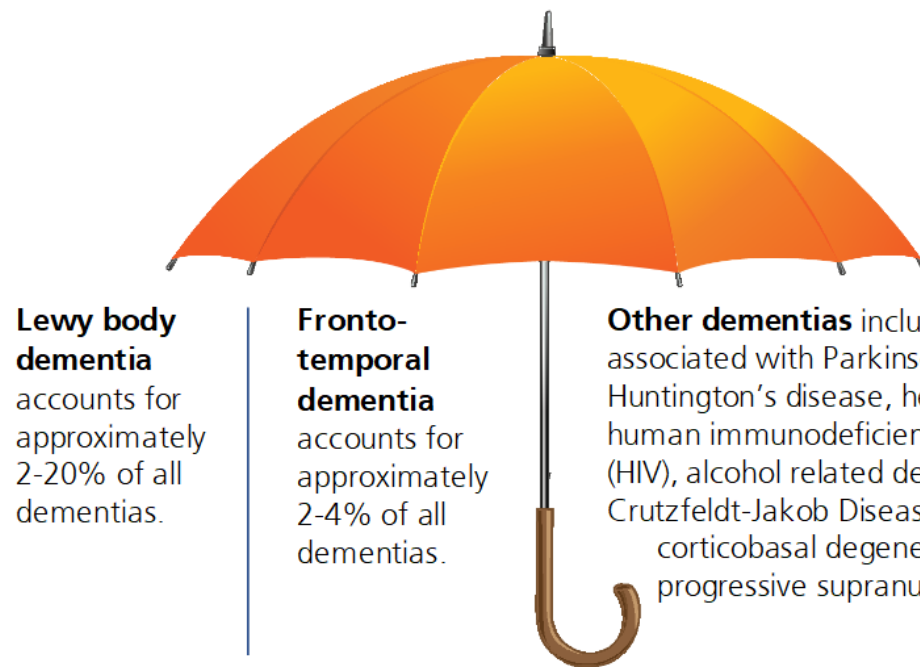 Lewy body
dementia
accounts for
approximately
2-20% of all
dementias.
Fronto-
temporal
dementia
accounts for
approximately
2-4% of all
dementias.
Other dementias
associated with
Huntington's disease,
human
(HIV), alcohol related
Crutzfeldt-Jakob
corticobasal
progressive